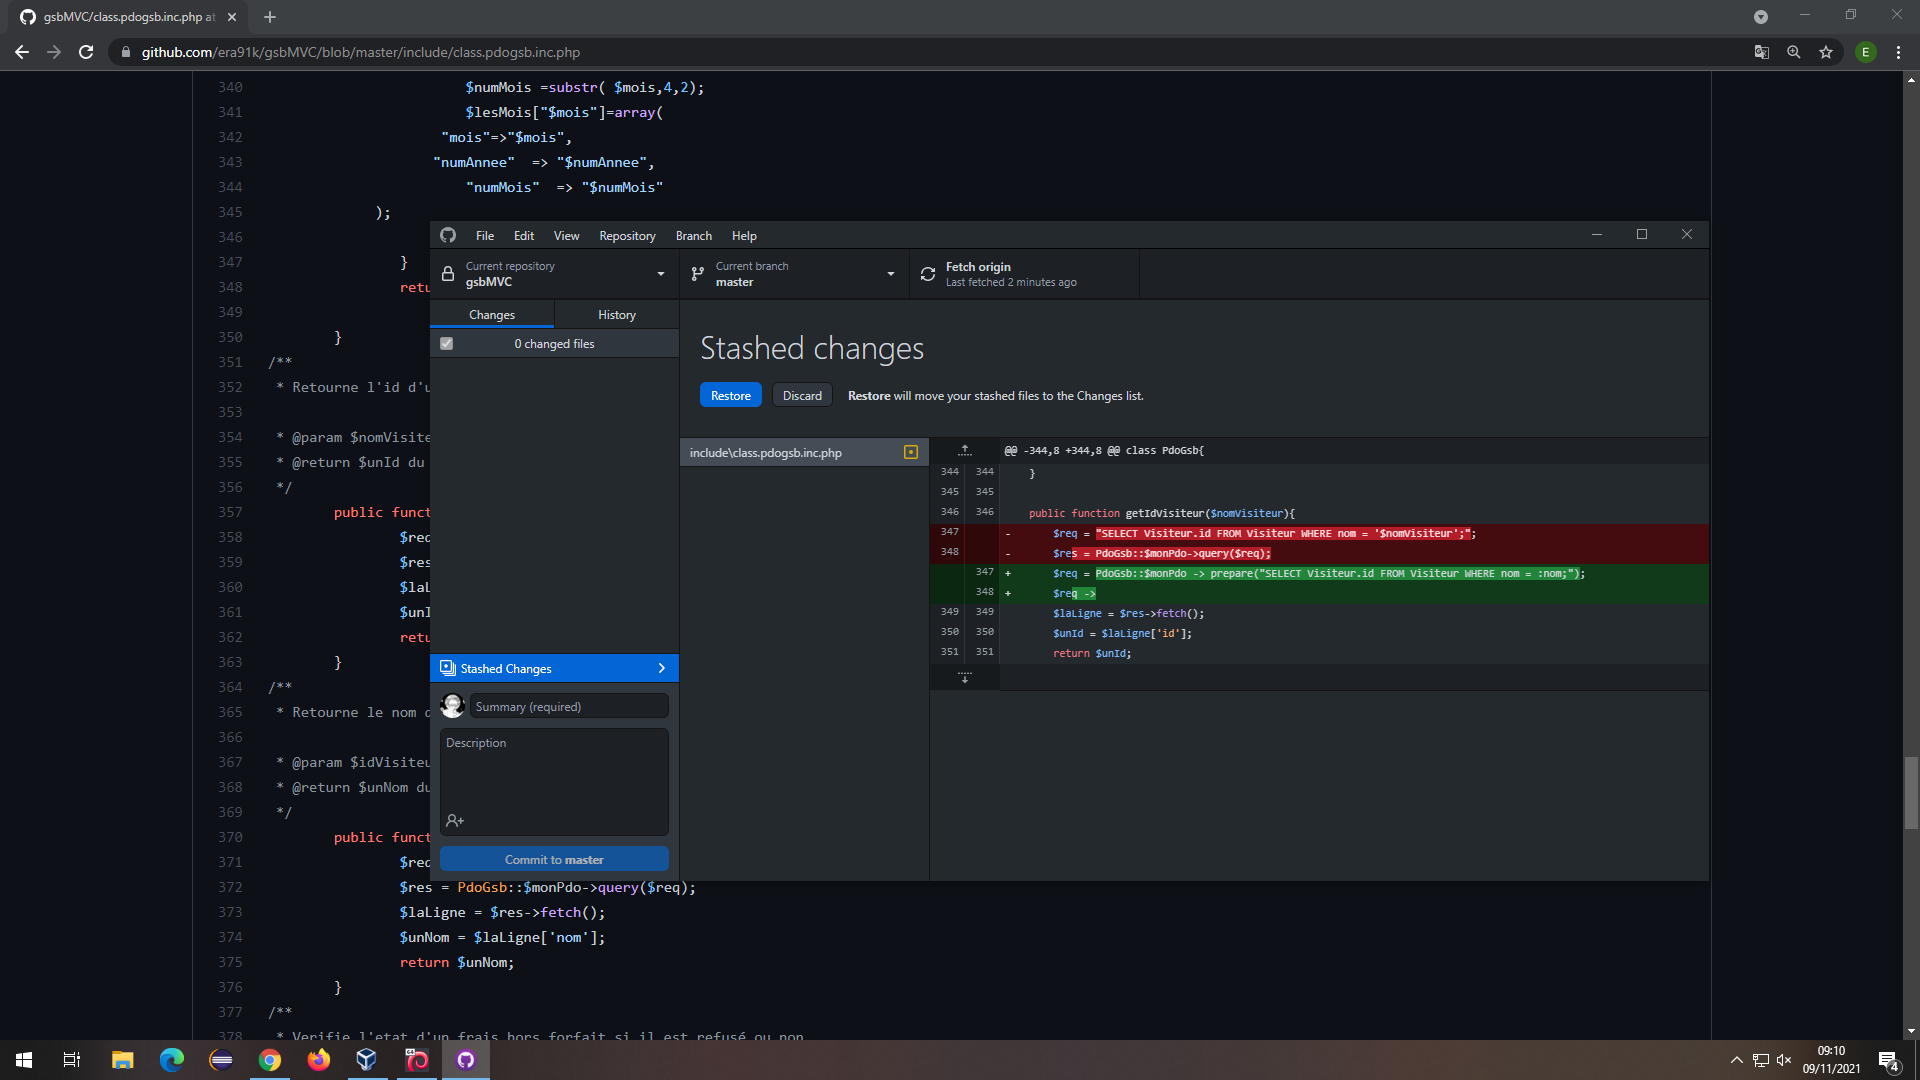 gsbMVC/class.pdogsb.inc.php at
github.com/era91k/gsbMVC/blob/master/include/class.pdogsb.inc.php
E
340 $numMois =substr( $mois,4,2);
341 $lesMois["$mois"]=array(
342 "mois"=>"$mois",
343 "numAnnee" => "$numAnnee",
344 "numMois" => "$numMois"
345 );
346
347 }
348 retu
349
350 }
351 /**
352 * Retourne l'id d'u
353
354 * @param $nomVisite
355 * @return $unId du
356 */
357 public funct
358 $req
359 $res
360 $laL
361 $unI
362 retu
363 }
364 /**
365 * Retourne le nom d
366
367 * @param $idVisiteu
368 * @return $unNom du
369 */
370 public funct
371 $req
372 $res = PdoGsb::$monPdo->query($req);
373 $laLigne = $res->fetch();
374 $unNom = $laLigne['nom'];
375 return $unNom;
376 }
377 /**
378 * Verifie l'etat d'un frais hors forfait si il est refusé ou non
File Edit View Repository Branch Help
Current repository
gsbMVC
Current branch
master
Fetch origin
Last fetched 2 minutes ago
Changes History
0 changed files
Stashed changes
Restore Discard Restore will move your stashed files to the Changes list.
include\class.pdogsb.inc.php
@@ -344,8 +344,8 @@ class PdoGsb{
344 344 }
345 345
346 346 public function getIdVisiteur($nomVisiteur){
347 - $req = "SELECT Visiteur.id FROM Visiteur WHERE nom = '$nomVisiteur';";
348 - $res = PdoGsb::$monPdo->query($req);
347 + $req = PdoGsb::$monPdo -> prepare("SELECT Visiteur.id FROM Visiteur WHERE nom = :nom;");
348 + $req ->
349 349 $laLigne = $res->fetch();
350 350 $unId = $laLigne['id'];
351 351 return $unId;
Stashed Changes
Summary (required)
Description
Commit to master
09:10
09/11/2021
4